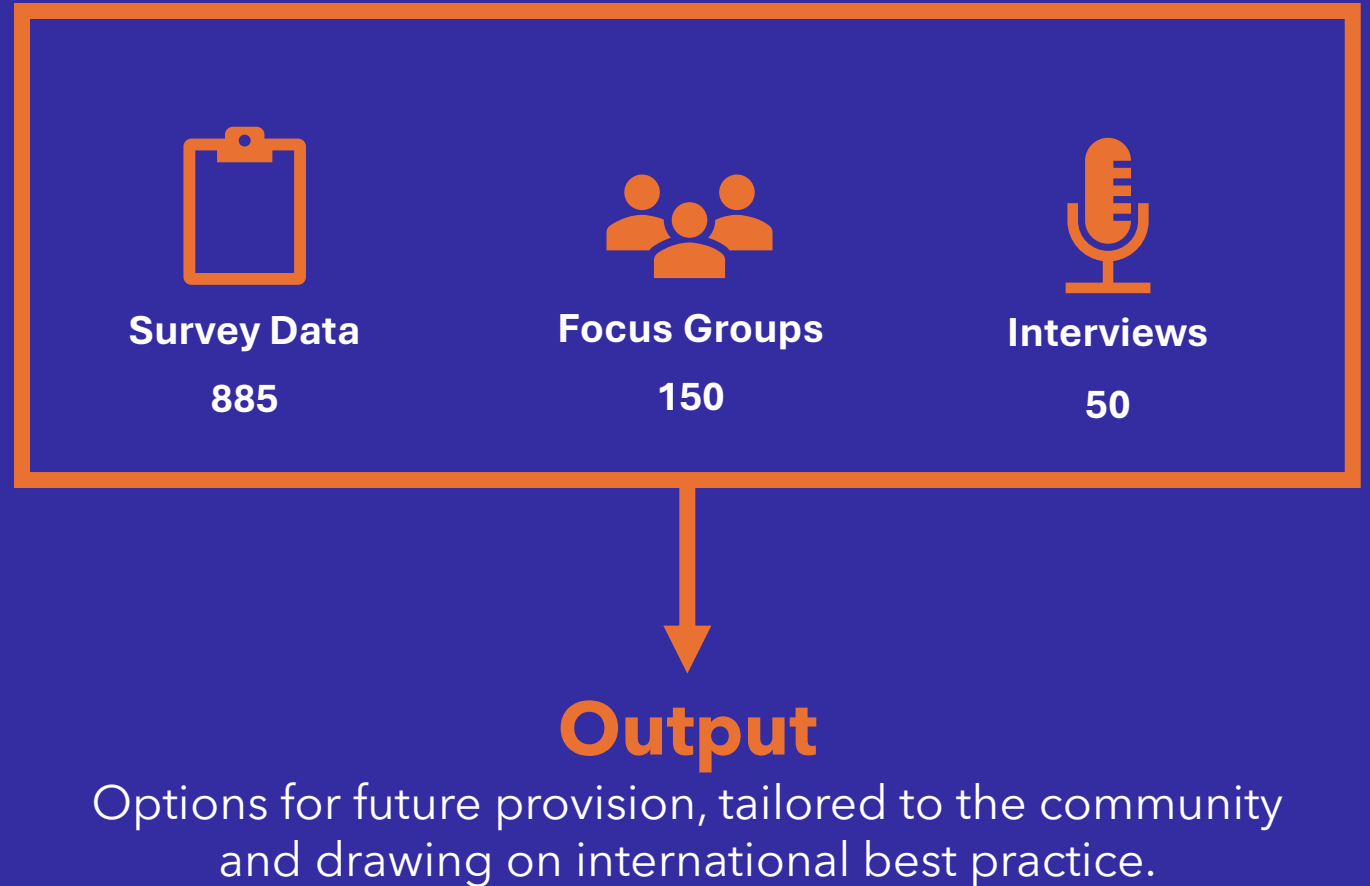 Survey Data
885
Focus Groups
150
Interviews
50
Output
Options for future provision, tailored to the community
and drawing on international best practice.